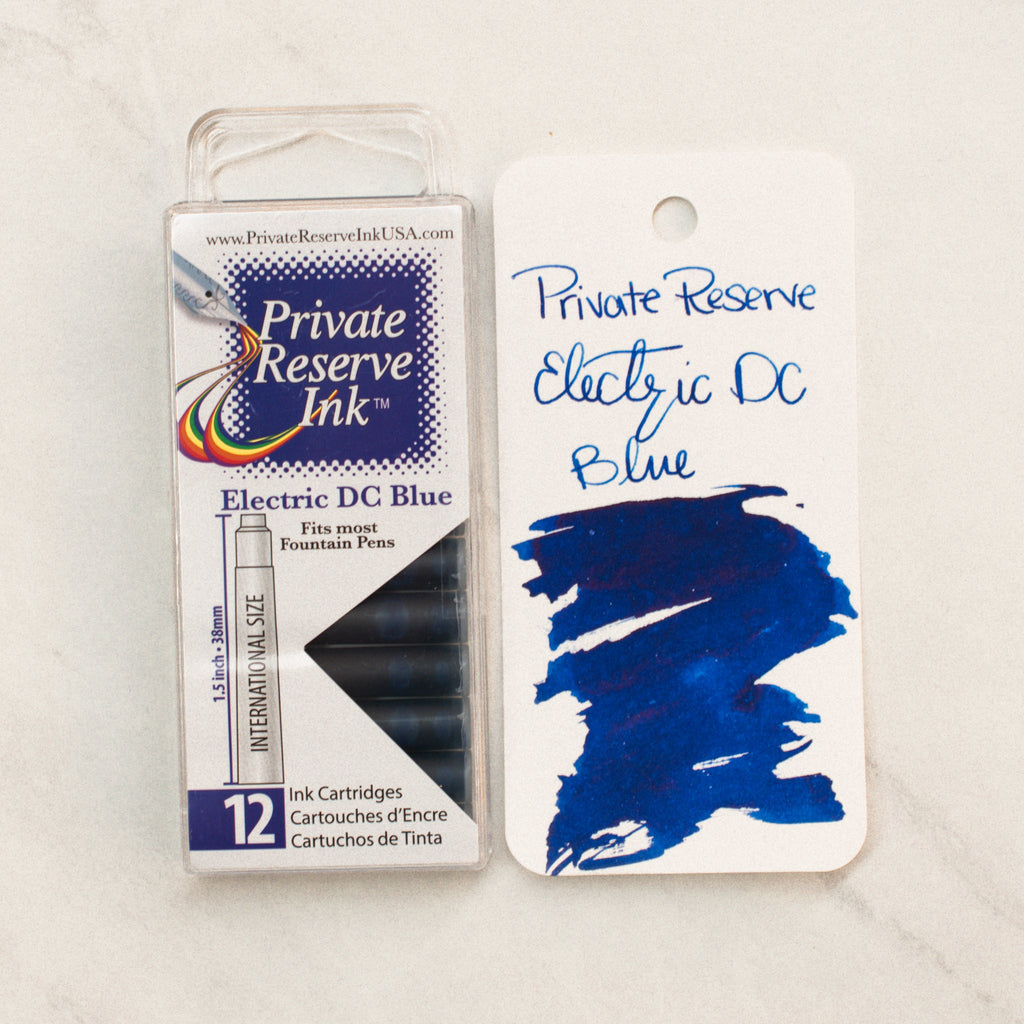 www.PrivateReserveInkUSA.com
Private
Reserve
Ink™
Electric DC Blue
Fits most
Fountain Pens
1.5 inch • 38mm
INTERNATIONAL SIZE
12
Ink Cartridges
Cartouches d'Encre
Cartuchos de Tinta
Private Reserve
Electric DC
Blue